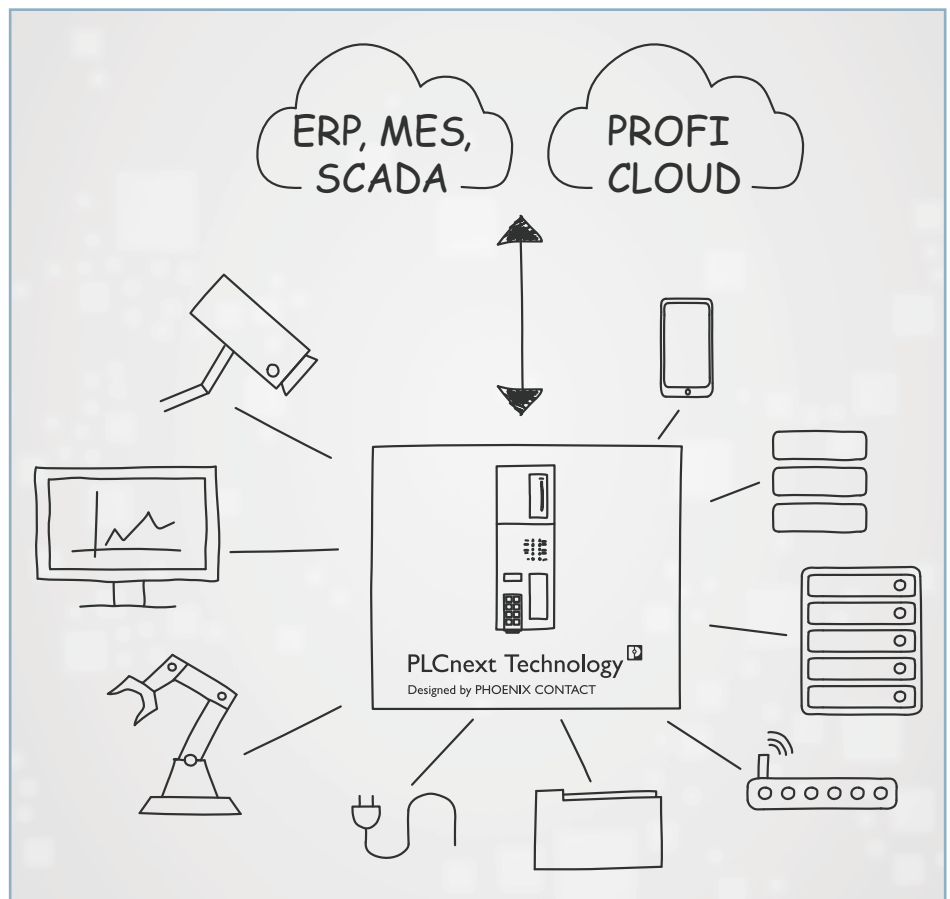 ERP, MES,
SCADA
PROFI
CLOUD
PLCnext Technology
Designed by PHOENIX CONTACT